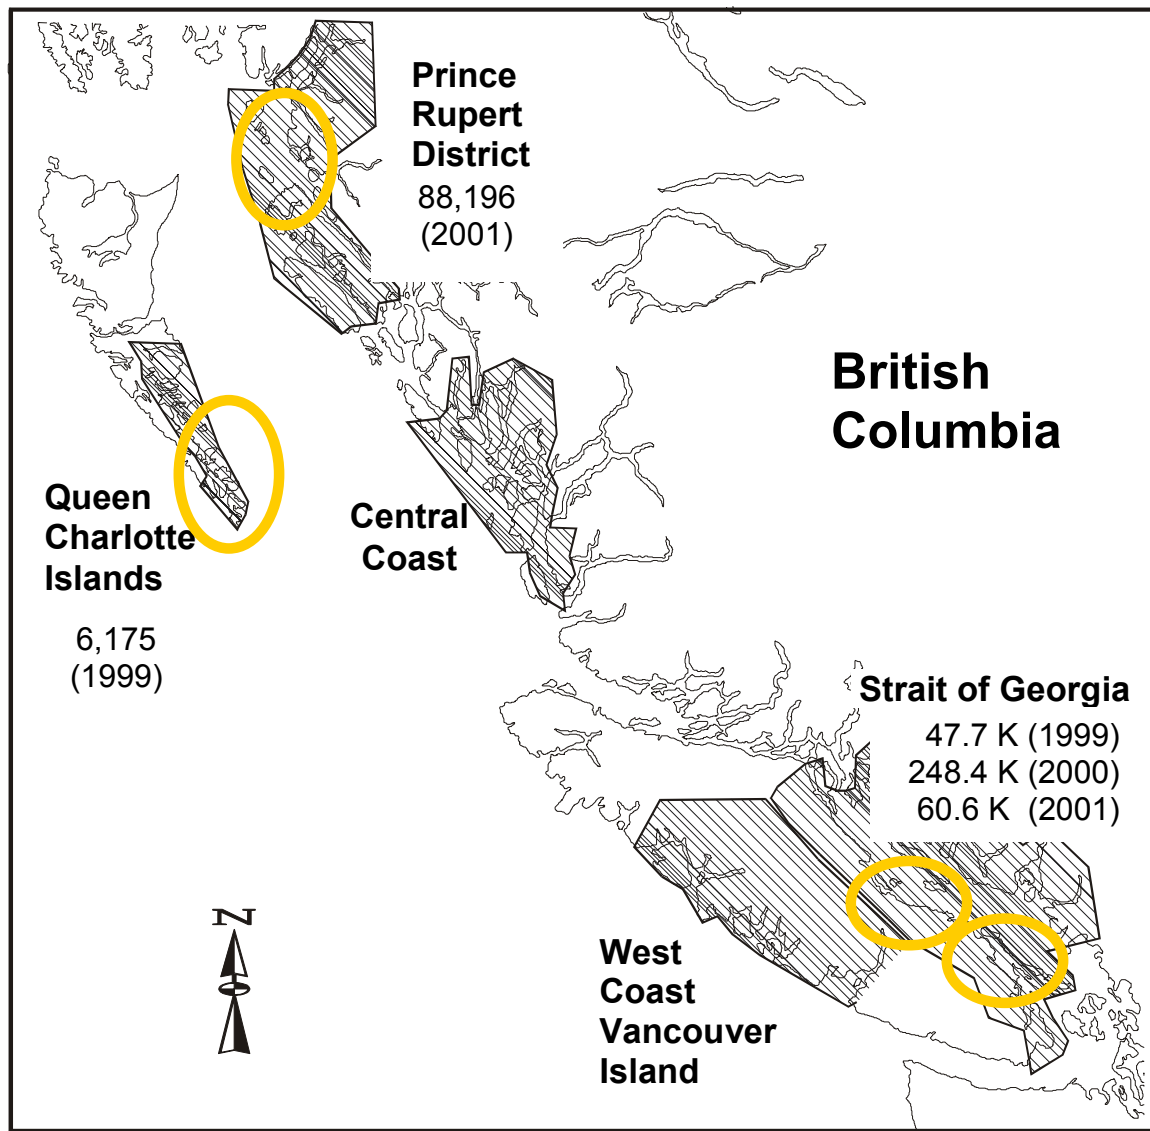 Prince
Rupert
District
88,196
(2001)
British
Columbia
Queen
Charlotte
Islands
6,175
(1999)
Central
Coast
Strait of Georgia
47.7 K (1999)
248.4 K (2000)
60.6 K (2001)
N
West
Coast
Vancouver
Island